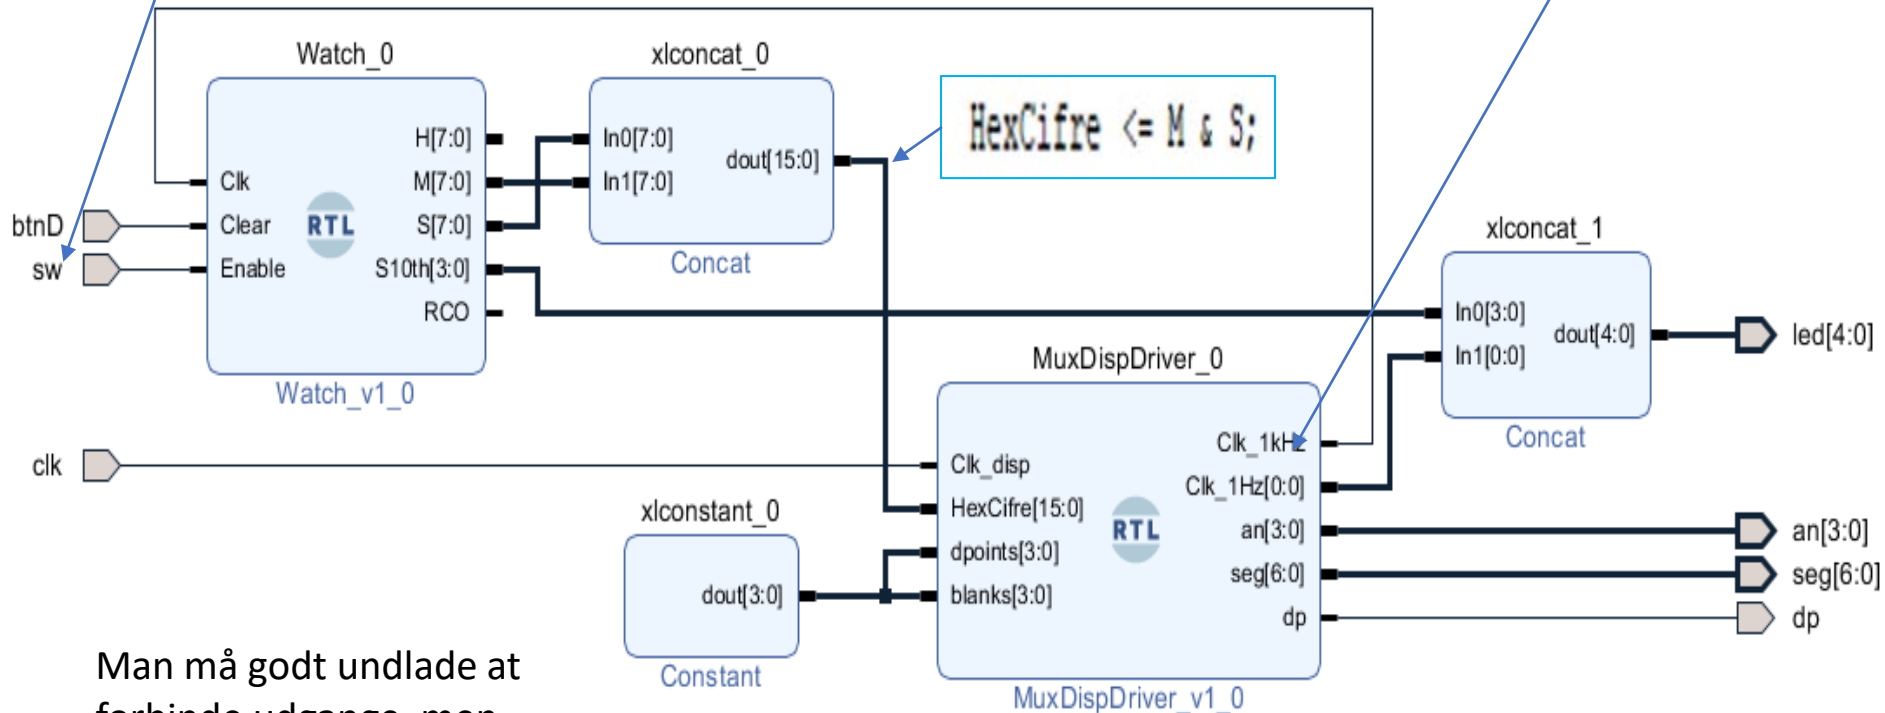 Watch_0
H[7:0]
Clk
M[7:0]
Clear
RTL
S[7:0]
Enable
S10th[3:0]
RCO
Watch_v1_0
btnD
sw
clk
xlconcat_0
In0[7:0]
dout[15:0]
In1[7:0]
Concat
HexCifre <= M & S;
xlconcat_1
In0[3:0]
dout[4:0]
In1[0:0]
Concat
led[4:0]
xlconstant_0
dout[3:0]
Constant
MuxDispDriver_0
Clk_1kHz
Clk_disp
Clk_1Hz[0:0]
HexCifre[15:0]
RTL
an[3:0]
dpoints[3:0]
seg[6:0]
blanks[3:0]
dp
MuxDispDriver_v1_0
an[3:0]
seg[6:0]
dp
Man må godt undlade at
forbinde udgange, men